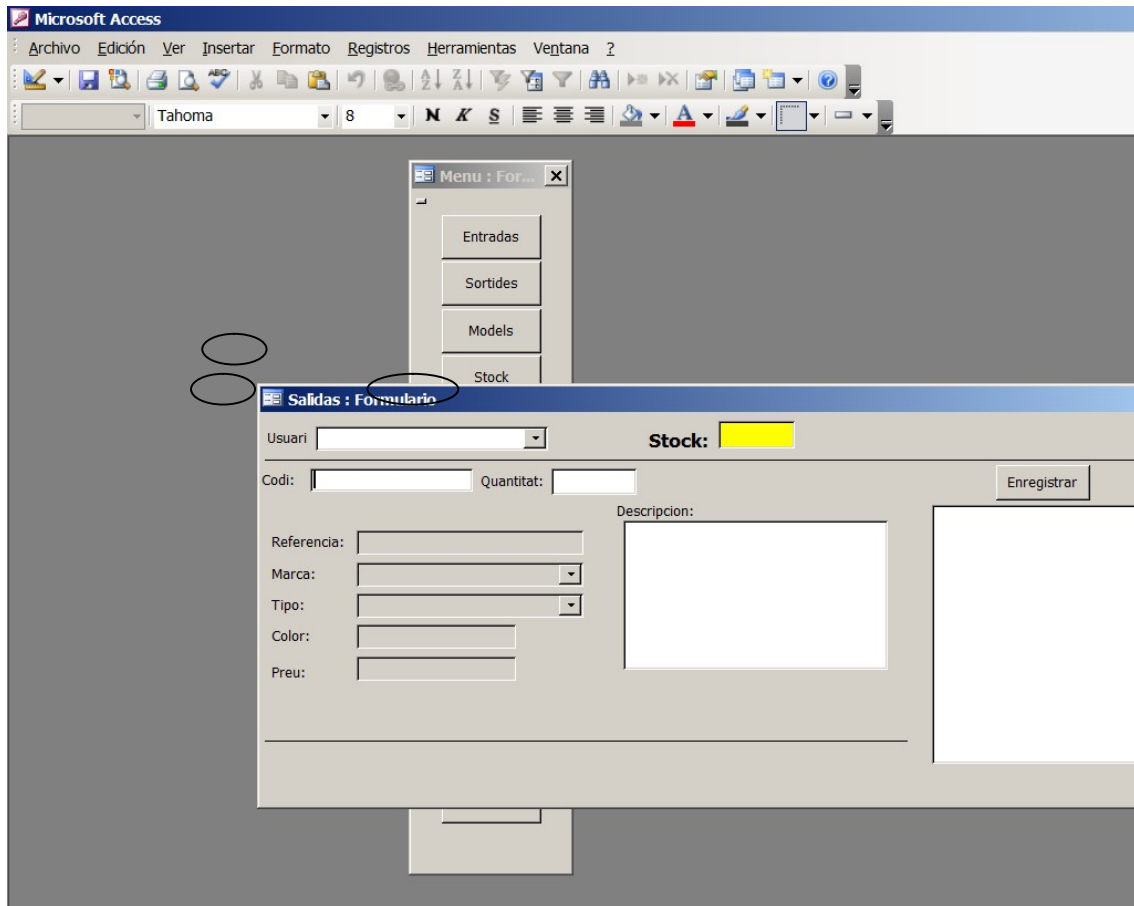 Microsoft Access
Archivo Edición Ver Insertar Formato Registros Herramientas Ventana ?
Tahoma 8 N K S A
Menu : For...
Entradas
Sortides
Models
Stock
Salidas : Formulario
Usuari Stock:
Codi: Quantitat: Enregistrar
Descripcion:
Referencia:
Marca:
Tipo:
Color:
Preu: